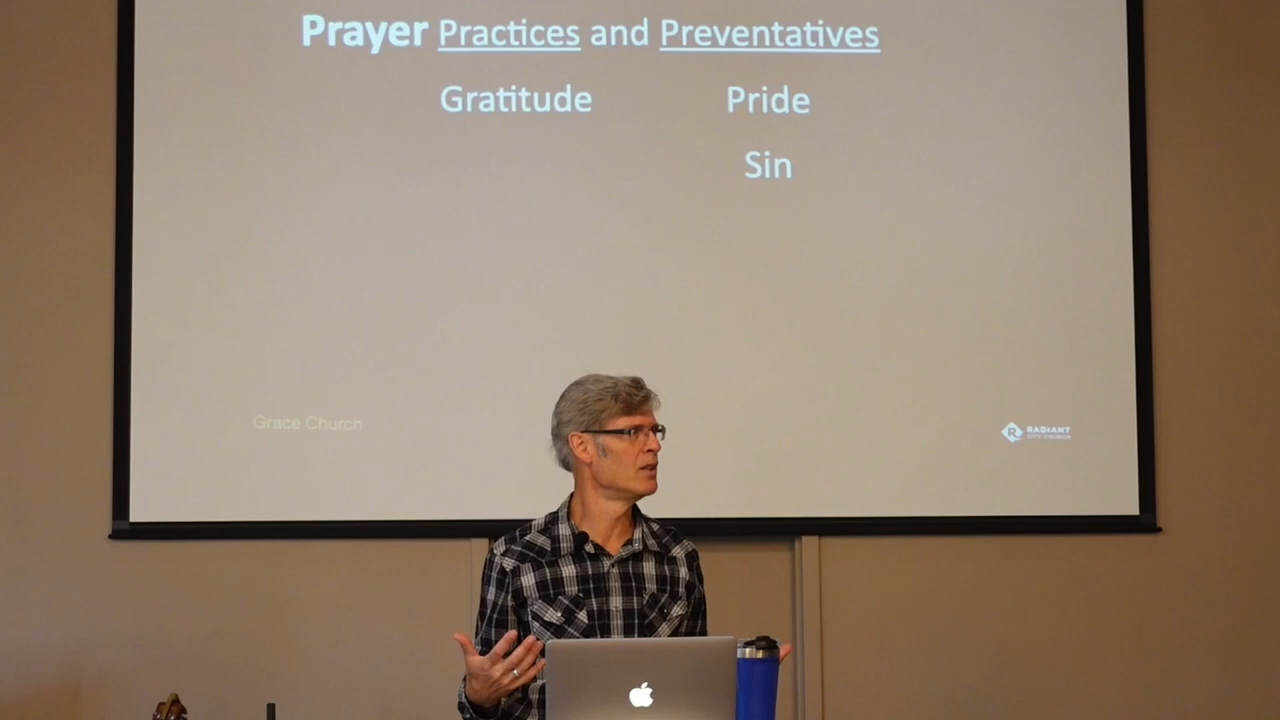 Prayer Practices and Preventatives
Gratitude Pride
Sin
Grace Church
RADIANT
CITY CHURCH